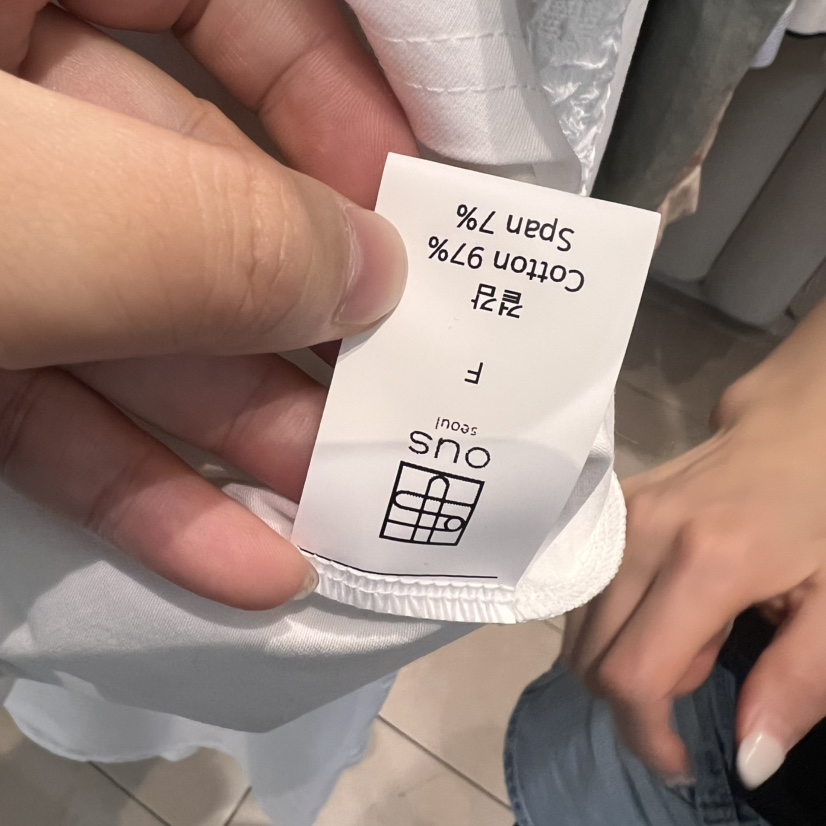 ous
seoul
F
겉감
Cotton 97%
Span 7%